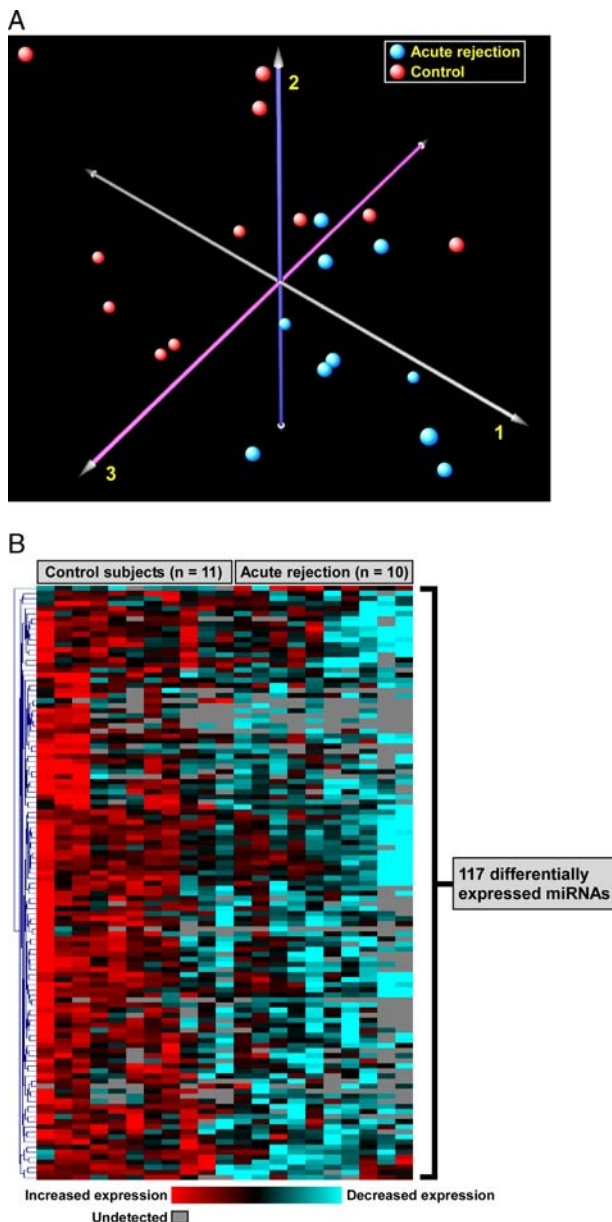 A
Acute rejection
Control
2
1
3
B
Control subjects (n = 11)
Acute rejection (n = 10)
117 differentially
expressed miRNAs
Increased expression
Decreased expression
Undetected